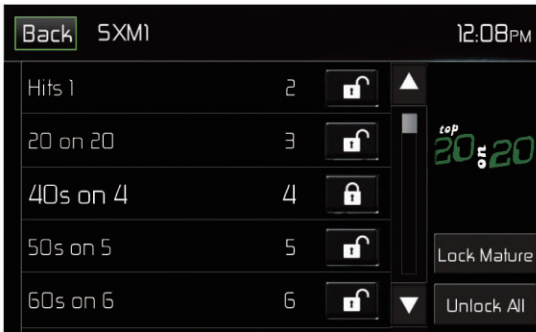 Back SXM1 12:08PM
Hits 1 2
20 on 20 3
40s on 4 4
50s on 5 5
60s on 6 6
top
20 on 20
Lock Mature
Unlock All